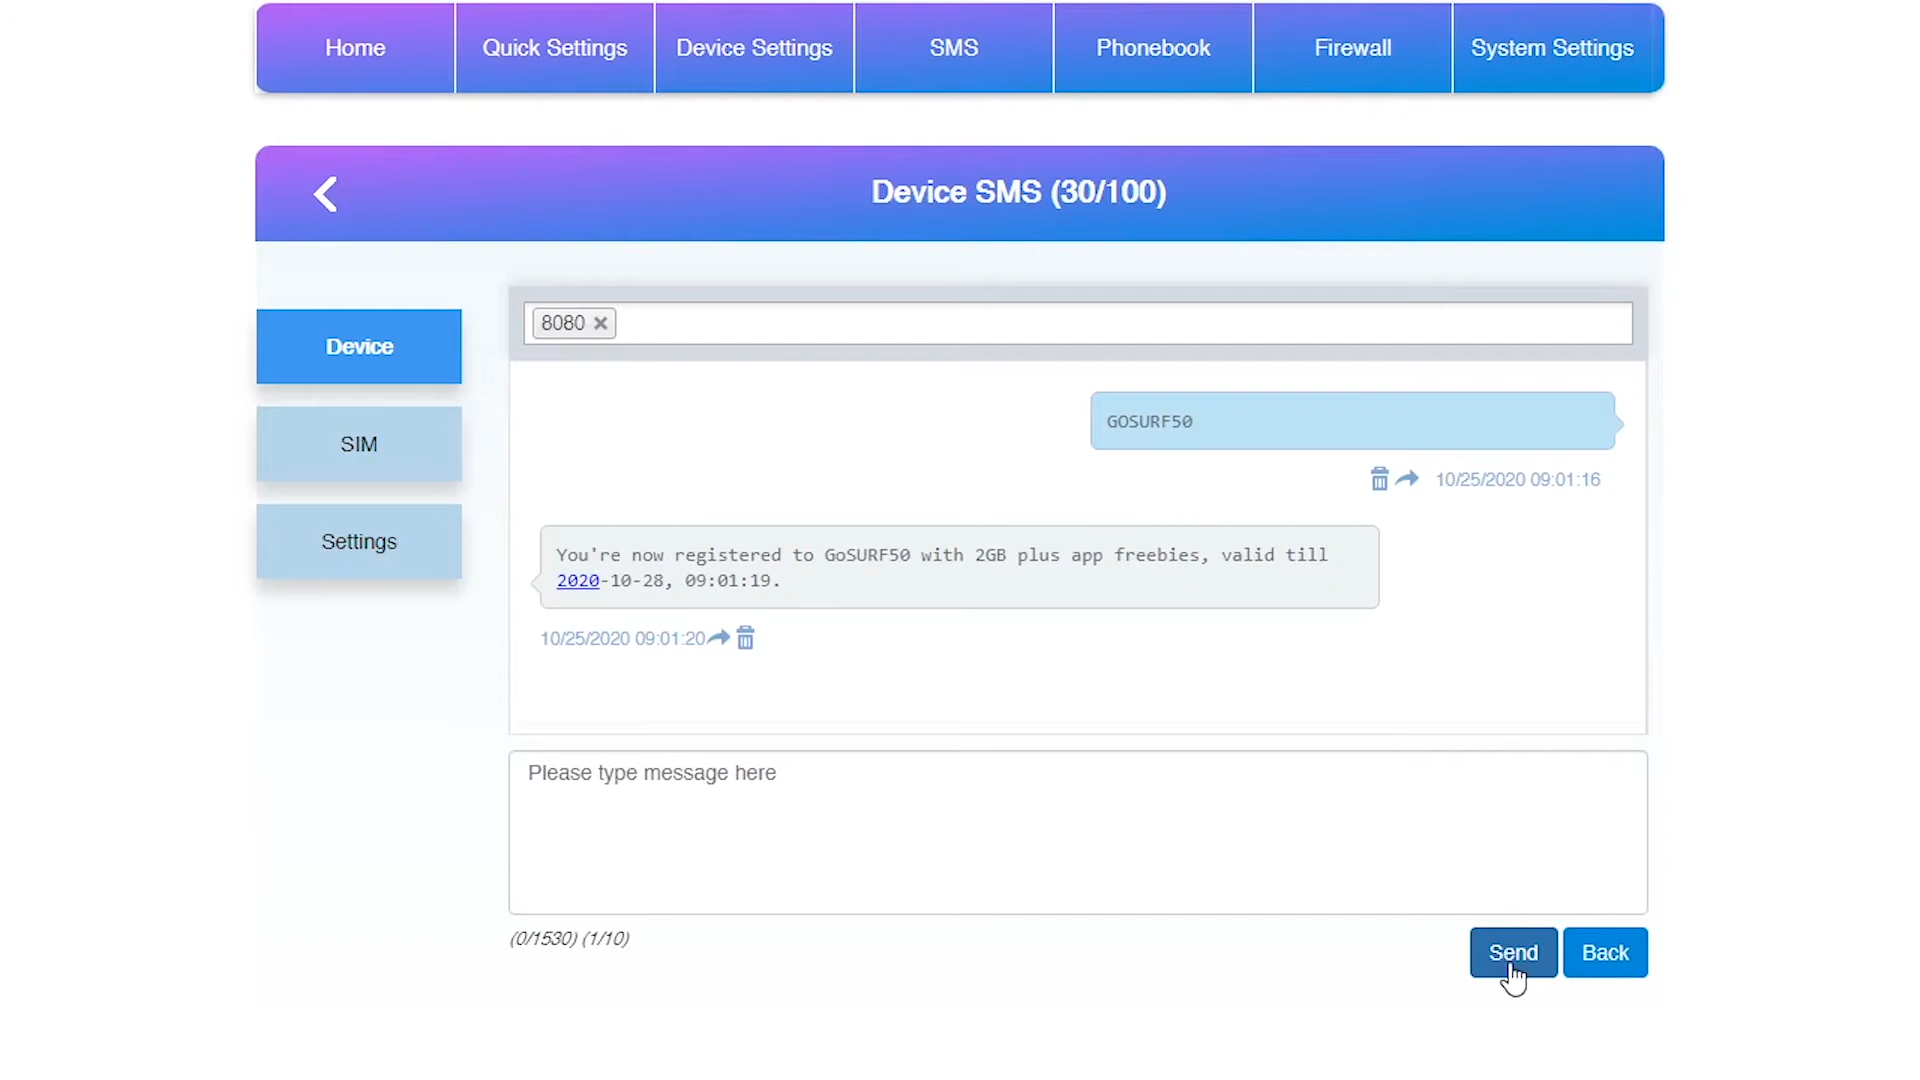 Home
Quick Settings
Device Settings
SMS
Phonebook
Firewall
System Settings
Device SMS (30/100)
Device
SIM
Settings
8080
GOSURF50
10/25/2020 09:01:16
You're now registered to GoSURF50 with 2GB plus app freebies, valid till
2020-10-28, 09:01:19.
10/25/2020 09:01:20
Please type message here
(0/1530) (1/10)
Send
Back